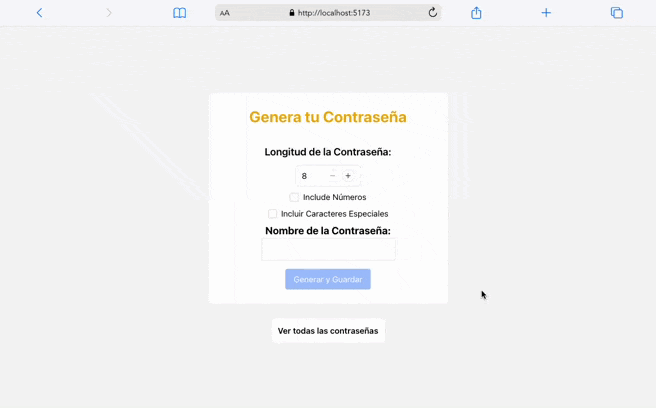 AA
http://localhost:5173
Genera tu Contraseña
Longitud de la Contraseña:
8 − +
Include Números
Incluir Caracteres Especiales
Nombre de la Contraseña:
Generar y Guardar
Ver todas las contraseñas